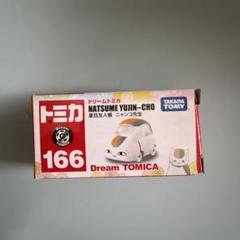 トミカ
166
ドリームトミカ
NATSUME YUJIN-CHO
夏目友人帳 ニャンコ先生
TAKARA
TOMY
Dream TOMICA